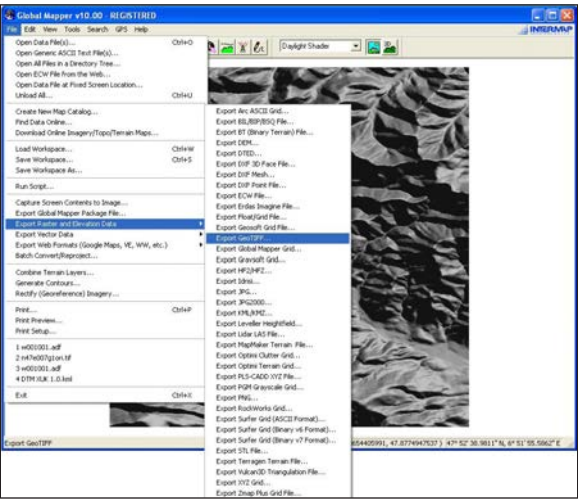 Global Mapper v10.00 - REGISTERED
File Edit View Tools Search GPS Help
INTERMAP
Daylight Shader
Open Data File(s)... Ctrl+O
Open Generic ASCII Text File(s)...
Open All Files in a Directory Tree...
Open ECW File from the Web...
Open Data File at Fixed Screen Location...
Unload All... Ctrl+U
Create New Map Catalog...
Find Data Online...
Download Online Imagery/Topo/Terrain Maps...
Load Workspace... Ctrl+W
Save Workspace... Ctrl+S
Save Workspace As...
Run Script...
Capture Screen Contents to Image...
Export Global Mapper Package File...
Export Raster and Elevation Data
Export Vector Data
Export Web Formats (Google Maps, VE, WW, etc.)
Batch Convert/Reproject...
Combine Terrain Layers...
Generate Contours...
Rectify (Georeference) Imagery...
Print... Ctrl+P
Print Preview...
Print Setup...
1 w001001.adf
2 n47e007g1on.tif
3 w001001.adf
4 DTM XUK 1.0.kml
Exit Ctrl+X
Export Arc ASCII Grid...
Export BIL/BIP/BSQ File...
Export BT (Binary Terrain) File...
Export DEM...
Export DTED...
Export DXF 3D Face File...
Export DXF Mesh...
Export DXF Point File...
Export ECW File...
Export Erdas Imagine File...
Export Float/Grid File...
Export Geosoft Grid File...
Export GeoTIFF...
Export Global Mapper Grid...
Export Gravsoft Grid...
Export HF2/HFZ...
Export Idrisi...
Export JPG...
Export JPG2000...
Export KML/KMZ...
Export Leveller Heightfield...
Export Lidar LAS File...
Export MapMaker Terrain File...
Export Optimi Clutter Grid...
Export Optimi Terrain Grid...
Export PLS-CADD XYZ File...
Export PGM Grayscale Grid...
Export PNG...
Export RockWorks Grid...
Export Surfer Grid (ASCII Format)...
Export Surfer Grid (Binary v6 Format)...
Export Surfer Grid (Binary v7 Format)...
Export STL File...
Export Terragen Terrain File...
Export Vulcan3D Triangulation File...
Export XYZ Grid...
Export Zmap Plus Grid File...
Export GeoTIFF 654405991, 47.8774947537 ) 47° 52' 38.9811" N, 6° 51' 55.5862" E